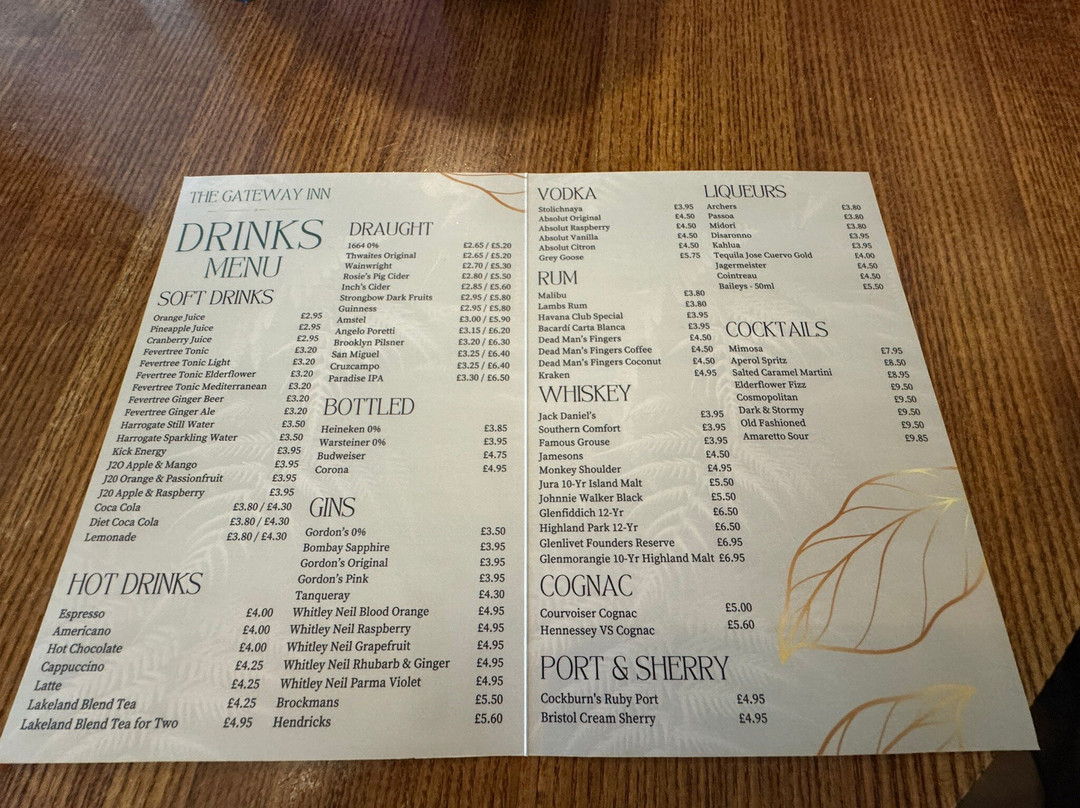 THE GATEWAY INN
DRINKS
MENU
SOFT DRINKS
Orange Juice £2.95
Pineapple Juice £2.95
Cranberry Juice £2.95
Fevertree Tonic £3.20
Fevertree Tonic Light £3.20
Fevertree Tonic Elderflower £3.20
Fevertree Tonic Mediterranean £3.20
Fevertree Ginger Beer £3.20
Fevertree Ginger Ale £3.20
Harrogate Still Water £3.50
Harrogate Sparkling Water £3.50
Kick Energy £3.95
J2O Apple & Mango £3.95
J20 Orange & Passionfruit £3.95
J20 Apple & Raspberry £3.95
Coca Cola £3.80 / £4.30
Diet Coca Cola £3.80 / £4.30
Lemonade £3.80 / £4.30
HOT DRINKS
Espresso £4.00
Americano £4.00
Hot Chocolate £4.00
Cappuccino £4.25
Latte £4.25
Lakeland Blend Tea £4.25
Lakeland Blend Tea for Two £4.95
DRAUGHT
1664 0% £2.65 / £5.20
Thwaites Original £2.65 / £5.20
Wainwright £2.70 / £5.30
Rosie's Pig Cider £2.80 / £5.50
Inch's Cider £2.85 / £5.60
Strongbow Dark Fruits £2.95 / £5.80
Guinness £2.95 / £5.80
Amstel £3.00 / £5.90
Angelo Poretti £3.15 / £6.20
Brooklyn Pilsner £3.20 / £6.30
San Miguel £3.25 / £6.40
Cruzcampo £3.25 / £6.40
Paradise IPA £3.30 / £6.50
BOTTLED
Heineken 0% £3.85
Warsteiner 0% £3.95
Budweiser £4.75
Corona £4.95
GINS
Gordon's 0% £3.50
Bombay Sapphire £3.95
Gordon's Original £3.95
Gordon's Pink £3.95
Tanqueray £4.30
Whitley Neil Blood Orange £4.95
Whitley Neil Raspberry £4.95
Whitley Neil Grapefruit £4.95
Whitley Neil Rhubarb & Ginger £4.95
Whitley Neil Parma Violet £4.95
Brockmans £5.50
Hendricks £5.60
VODKA
Stolichnaya £3.95
Absolut Original £4.50
Absolut Raspberry £4.50
Absolut Vanilla £4.50
Absolut Citron £4.50
Grey Goose £5.75
RUM
Malibu £3.80
Lambs Rum £3.80
Havana Club Special £3.95
Bacardí Carta Blanca £3.95
Dead Man's Fingers £4.50
Dead Man's Fingers Coffee £4.50
Dead Man's Fingers Coconut £4.50
Kraken £4.95
WHISKEY
Jack Daniel's £3.95
Southern Comfort £3.95
Famous Grouse £3.95
Jamesons £4.50
Monkey Shoulder £4.95
Jura 10-Yr Island Malt £5.50
Johnnie Walker Black £5.50
Glenfiddich 12-Yr £6.50
Highland Park 12-Yr £6.50
Glenlivet Founders Reserve £6.95
Glenmorangie 10-Yr Highland Malt £6.95
COGNAC
Courvoiser Cognac £5.00
Hennessey VS Cognac £5.60
PORT & SHERRY
Cockburn's Ruby Port £4.95
Bristol Cream Sherry £4.95
LIQUEURS
Archers £3.80
Passoa £3.80
Midori £3.80
Disaronno £3.95
Kahlua £3.95
Tequila Jose Cuervo Gold £4.00
Jagermeister £4.50
Cointreau £4.50
Baileys - 50ml £5.50
COCKTAILS
Mimosa £7.95
Aperol Spritz £8.50
Salted Caramel Martini £8.95
Elderflower Fizz £9.50
Cosmopolitan £9.50
Dark & Stormy £9.50
Old Fashioned £9.50
Amaretto Sour £9.85